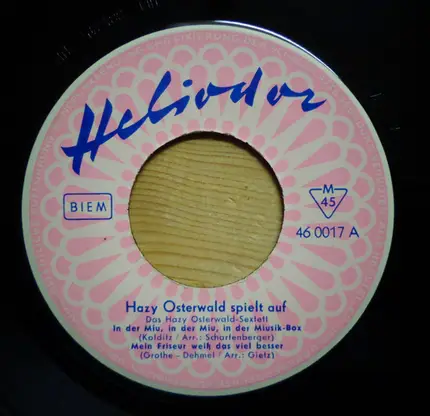 Heliodor
BIEM
M
45
46 0017 A
Hazy Osterwald spielt auf
Das Hazy Osterwald-Sextett
In der Miu, in der Miu, in der Miusik-Box
(Kolditz / Arr.: Scharfenberger)
Mein Friseur weiß das viel besser
(Grothe - Dehmel / Arr.: Gietz)